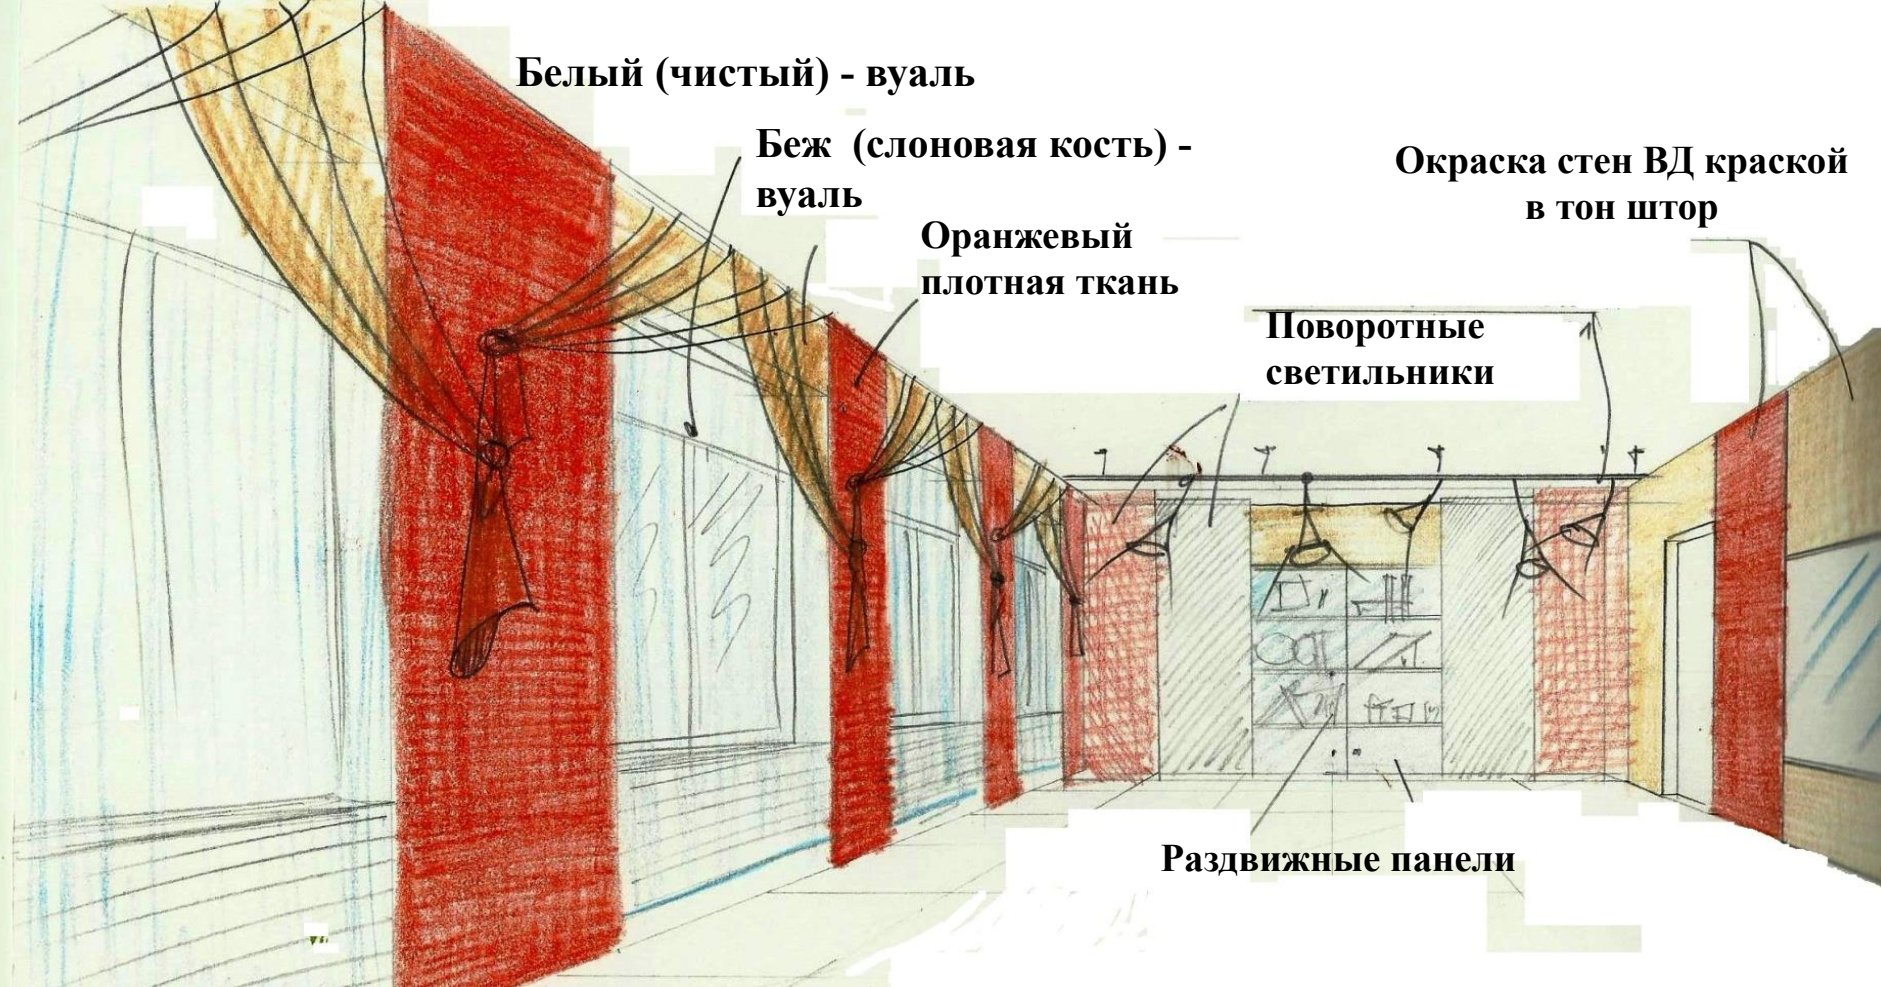 Белый (чистый) - вуаль
Беж (слоновая кость) -
вуаль
Оранжевый
плотная ткань
Окраска стен ВД краской
в тон штор
Поворотные
светильники
Раздвижные панели